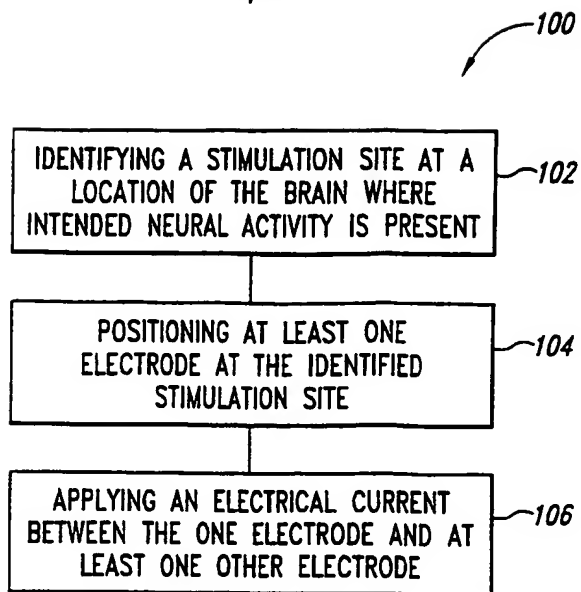 100
IDENTIFYING A STIMULATION SITE AT A
LOCATION OF THE BRAIN WHERE
INTENDED NEURAL ACTIVITY IS PRESENT
102
POSITIONING AT LEAST ONE
ELECTRODE AT THE IDENTIFIED
STIMULATION SITE
104
APPLYING AN ELECTRICAL CURRENT
BETWEEN THE ONE ELECTRODE AND AT
LEAST ONE OTHER ELECTRODE
106